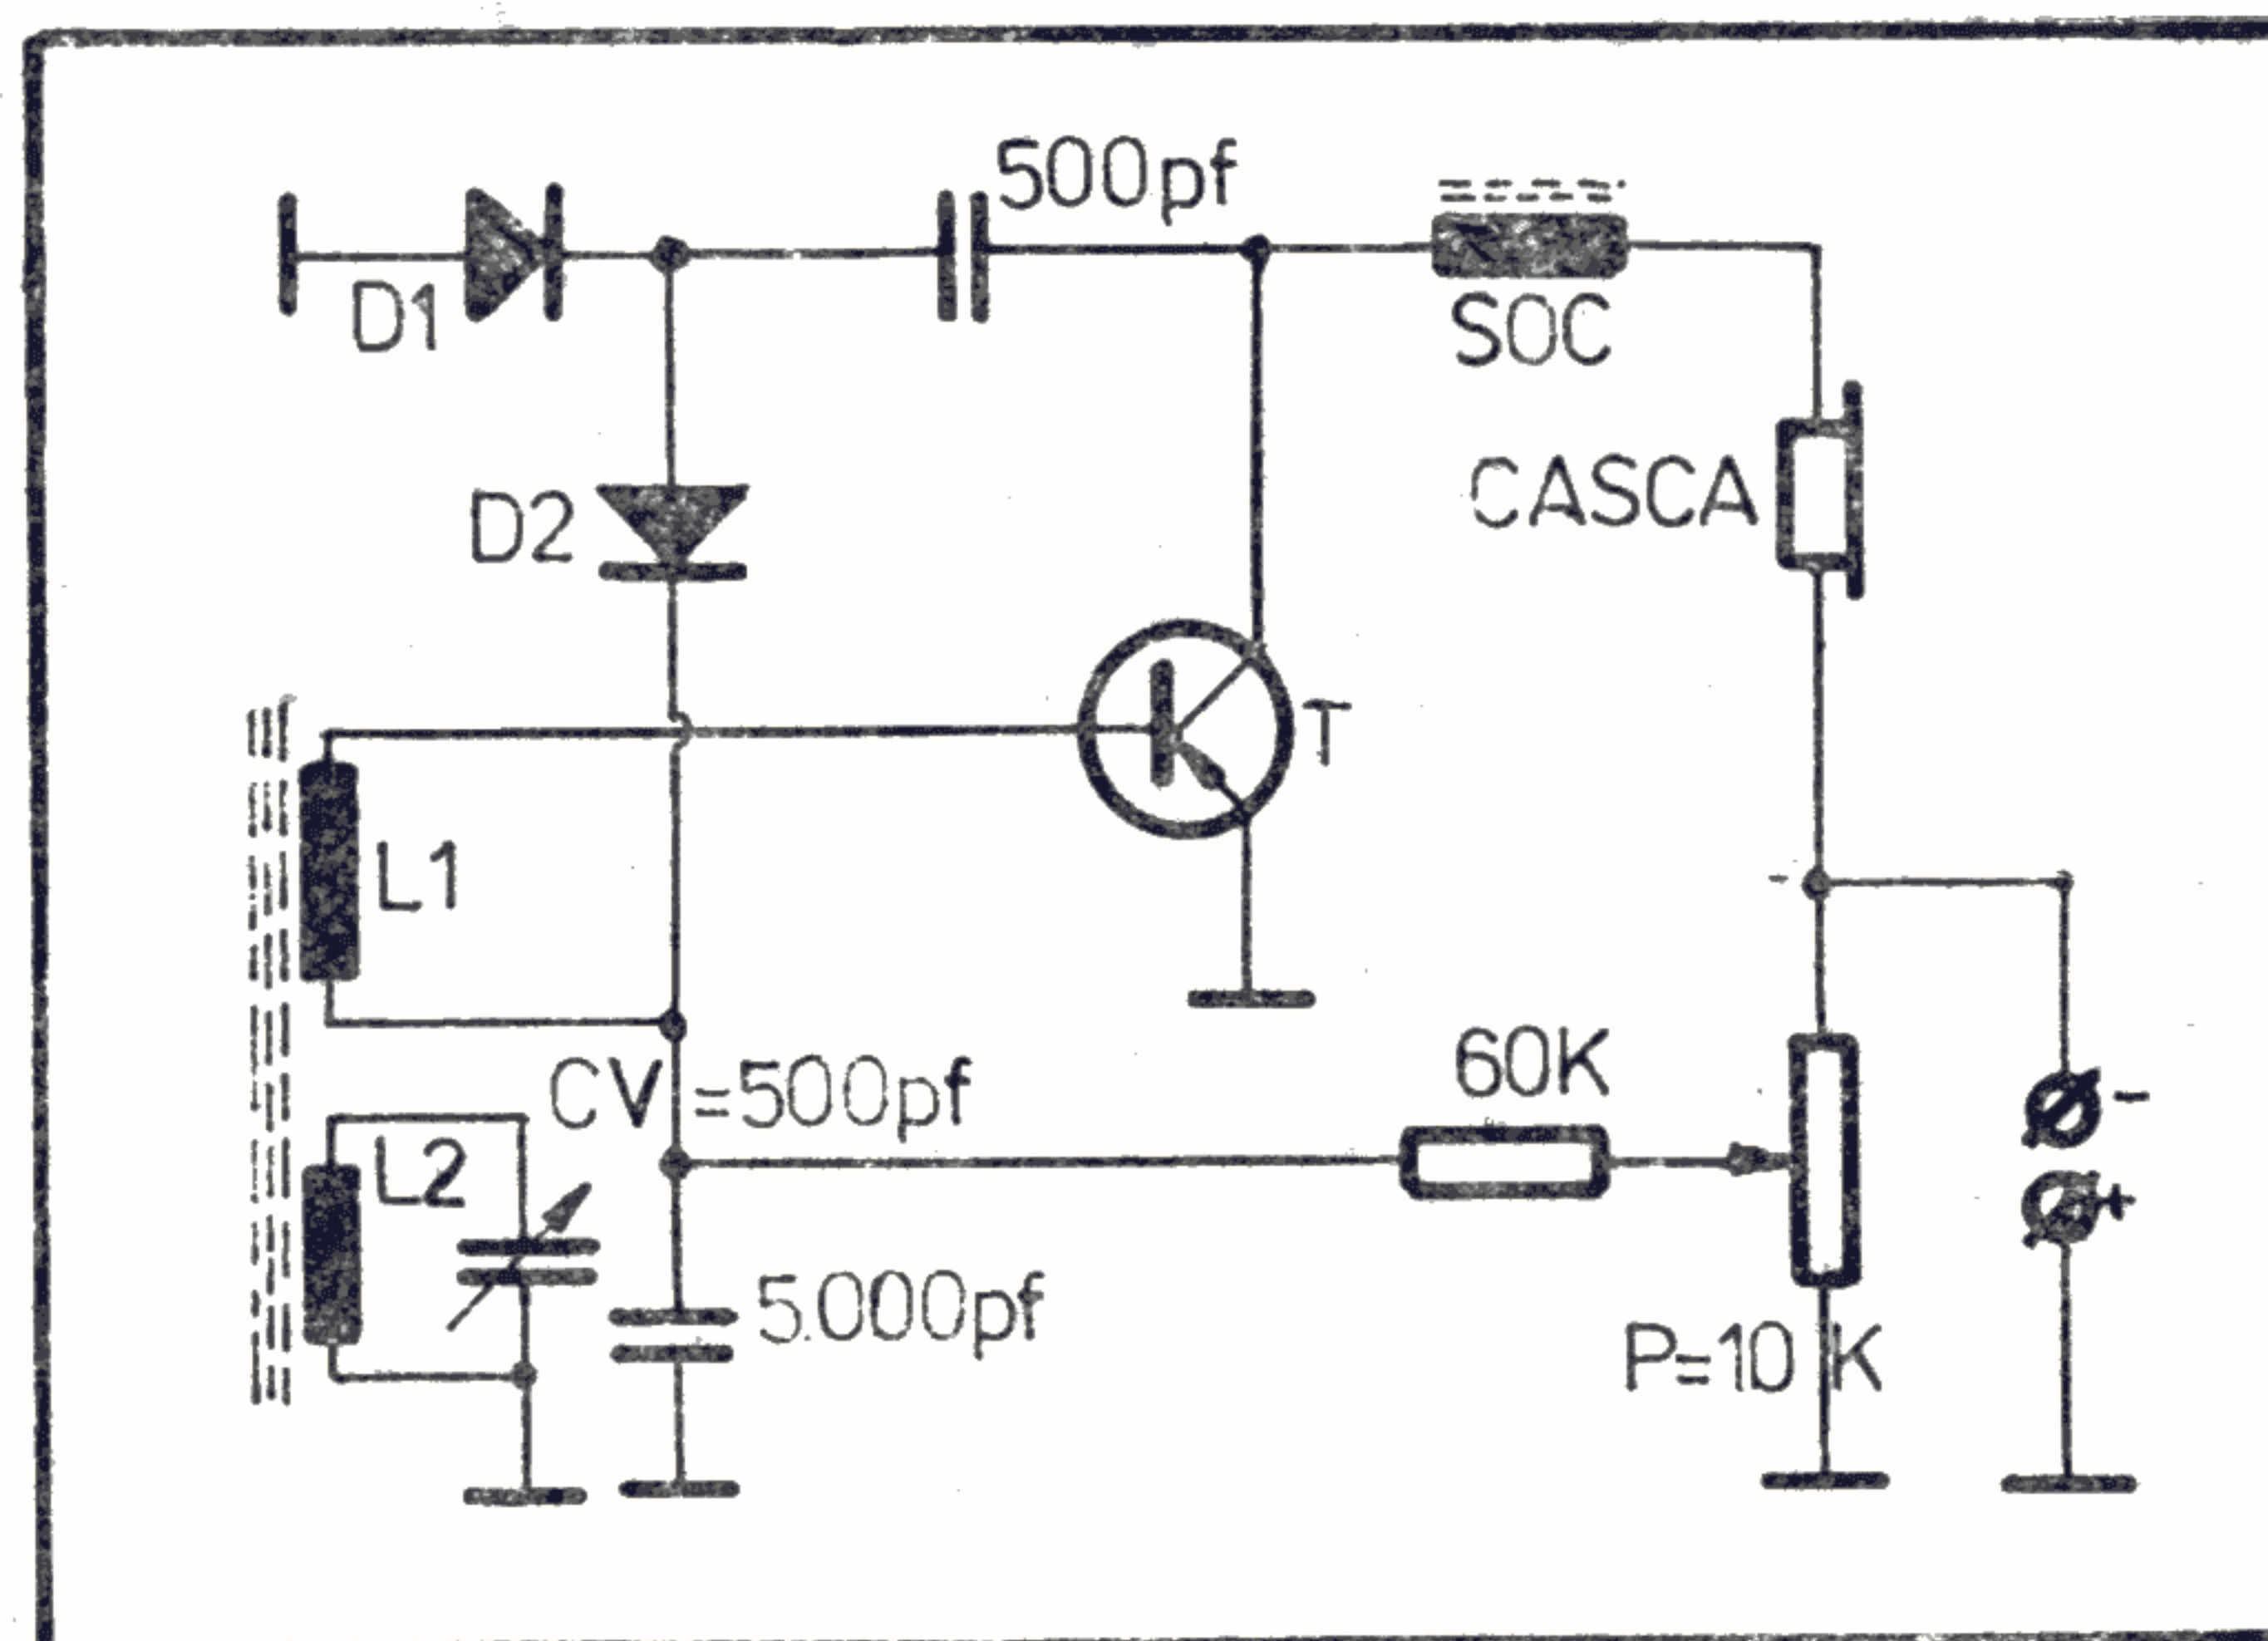 500pf
D1
SOC
D2
CASCA
T
L1
60K
CV =500pf
L2
-
+
5.000pf
P=10 K